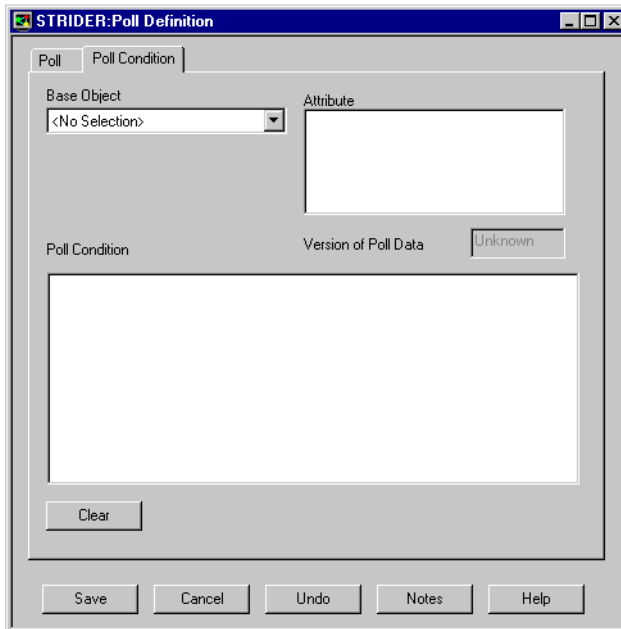 STRIDER:Poll Definition
Poll
Poll Condition
Base Object
<No Selection>
Attribute
Version of Poll Data
Unknown
Poll Condition
Clear
Save
Cancel
Undo
Notes
Help